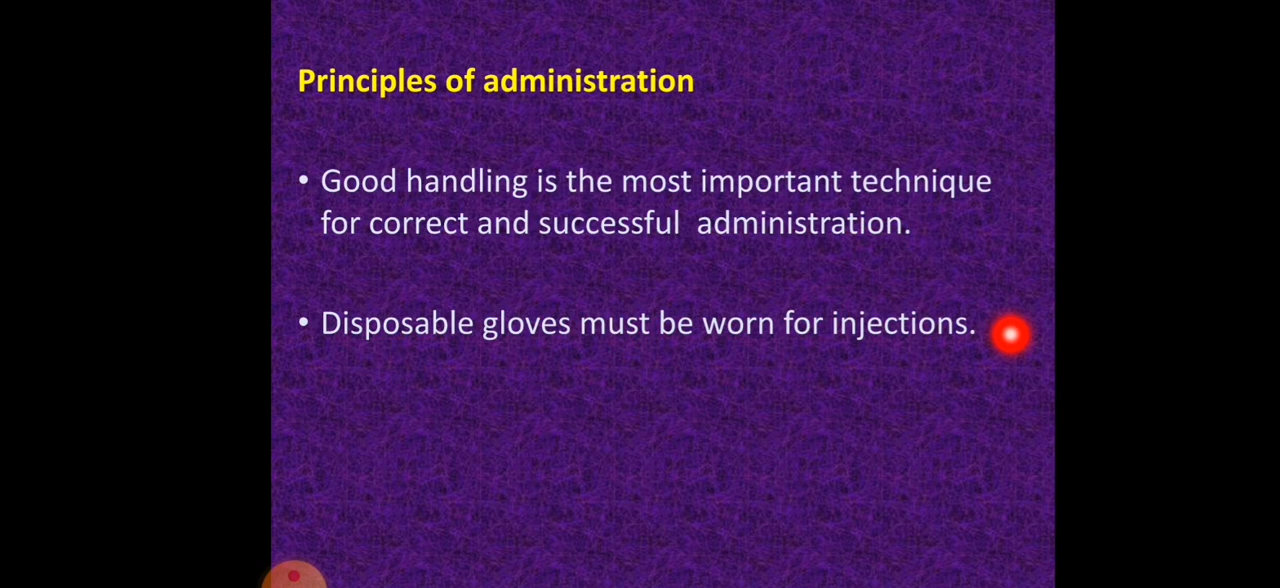 Principles of administration
• Good handling is the most important technique
for correct and successful administration.
• Disposable gloves must be worn for injections.